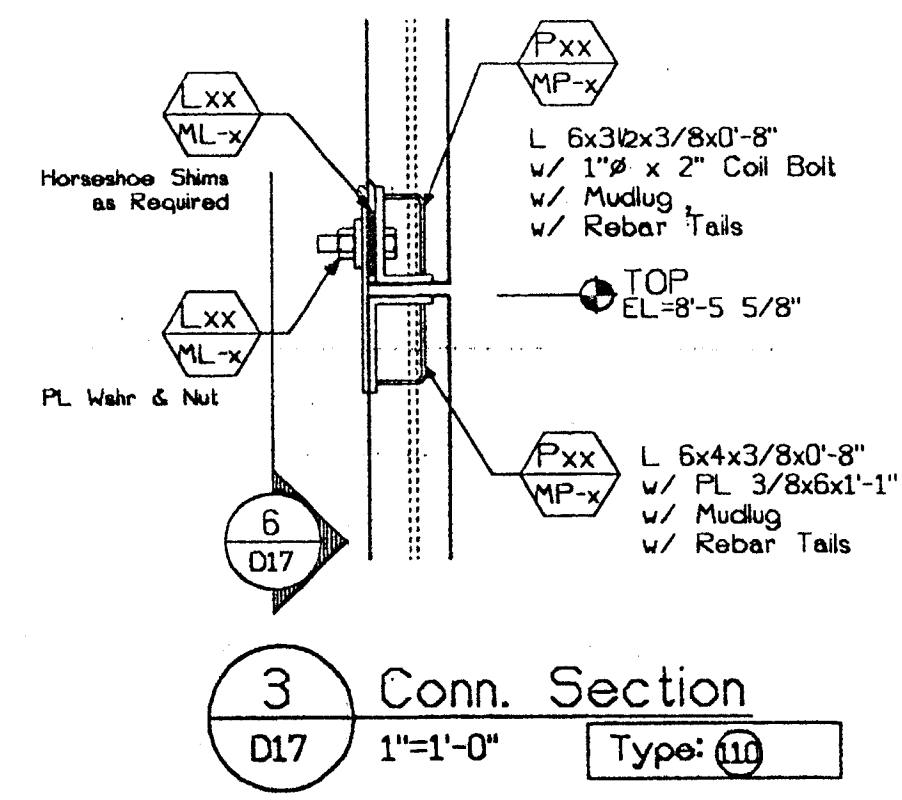 Pxx
MP-x
L 6x3½x3/8x0'-8"
w/ 1"ø x 2" Coil Bolt
w/ Mudlug,
w/ Rebar Tails
Lxx
ML-x
Horseshoe Shims
as Required
TOP
EL=8'-5 5/8"
Lxx
ML-x
PL Wshr & Nut
Pxx
MP-x
L 6x4x3/8x0'-8"
w/ PL 3/8x6x1'-1"
w/ Mudlug
w/ Rebar Tails
6
D17
3
D17
Conn. Section
1"=1'-0"
Type: 110